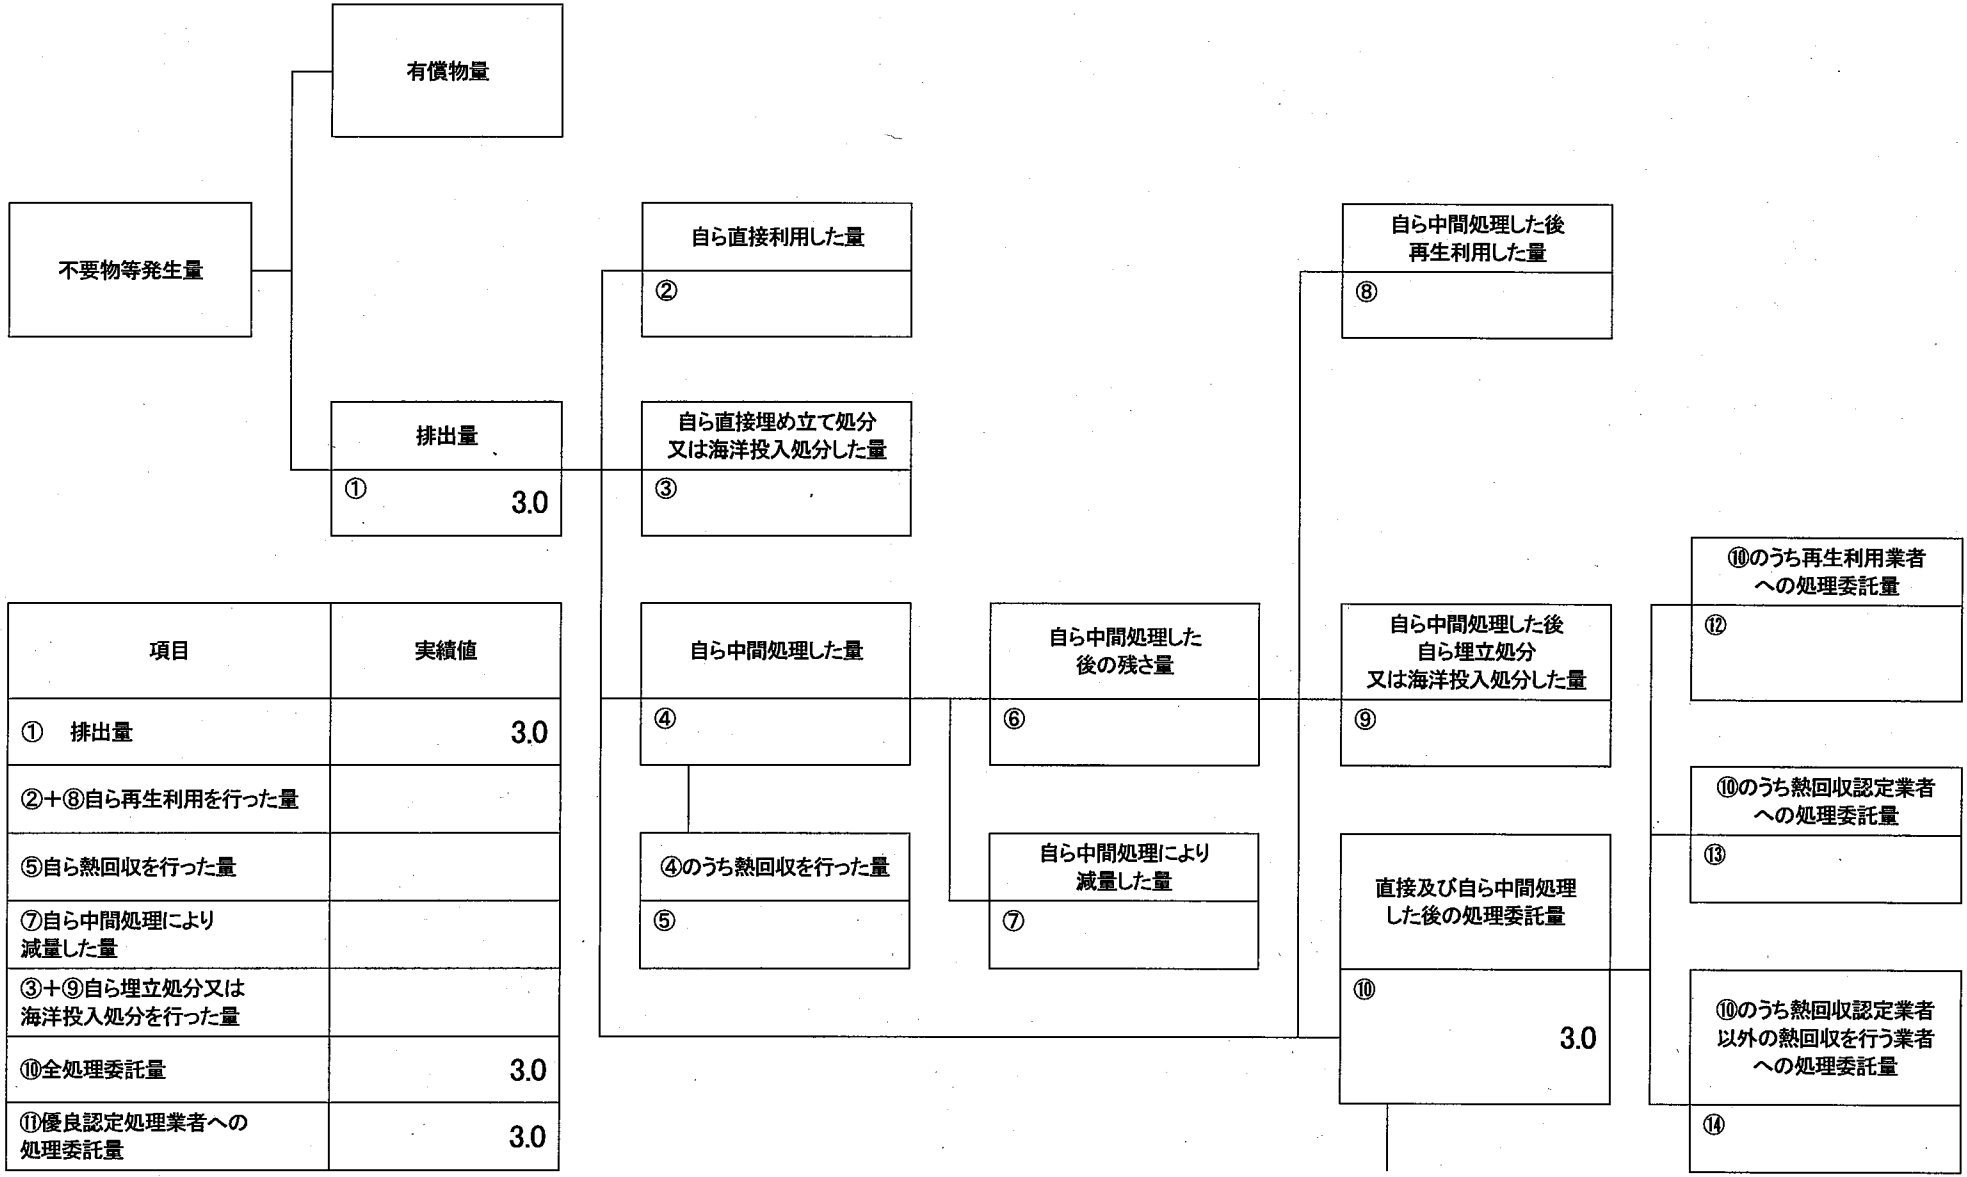 有償物量
不要物等発生量
自ら直接利用した量
②
自ら中間処理した後
再生利用した量
⑧
排出量
①
3.0
自ら直接埋め立て処分
又は海洋投入処分した量
③
⑩のうち再生利用業者
への処理委託量
⑫
項目
実績値
① 排出量
3.0
②+⑧自ら再生利用を行った量
⑤自ら熱回収を行った量
⑦自ら中間処理により
減量した量
③+⑨自ら埋立処分又は
海洋投入処分を行った量
⑩全処理委託量
3.0
⑪優良認定処理業者への
処理委託量
3.0
自ら中間処理した量
④
自ら中間処理した
後の残さ量
⑥
自ら中間処理した後
自ら埋立処分
又は海洋投入処分した量
⑨
④のうち熱回収を行った量
⑤
自ら中間処理により
減量した量
⑦
直接及び自ら中間処理
した後の処理委託量
⑩
3.0
⑩のうち熱回収認定業者
への処理委託量
⑬
⑩のうち熱回収認定業者
以外の熱回収を行う業者
への処理委託量
⑭